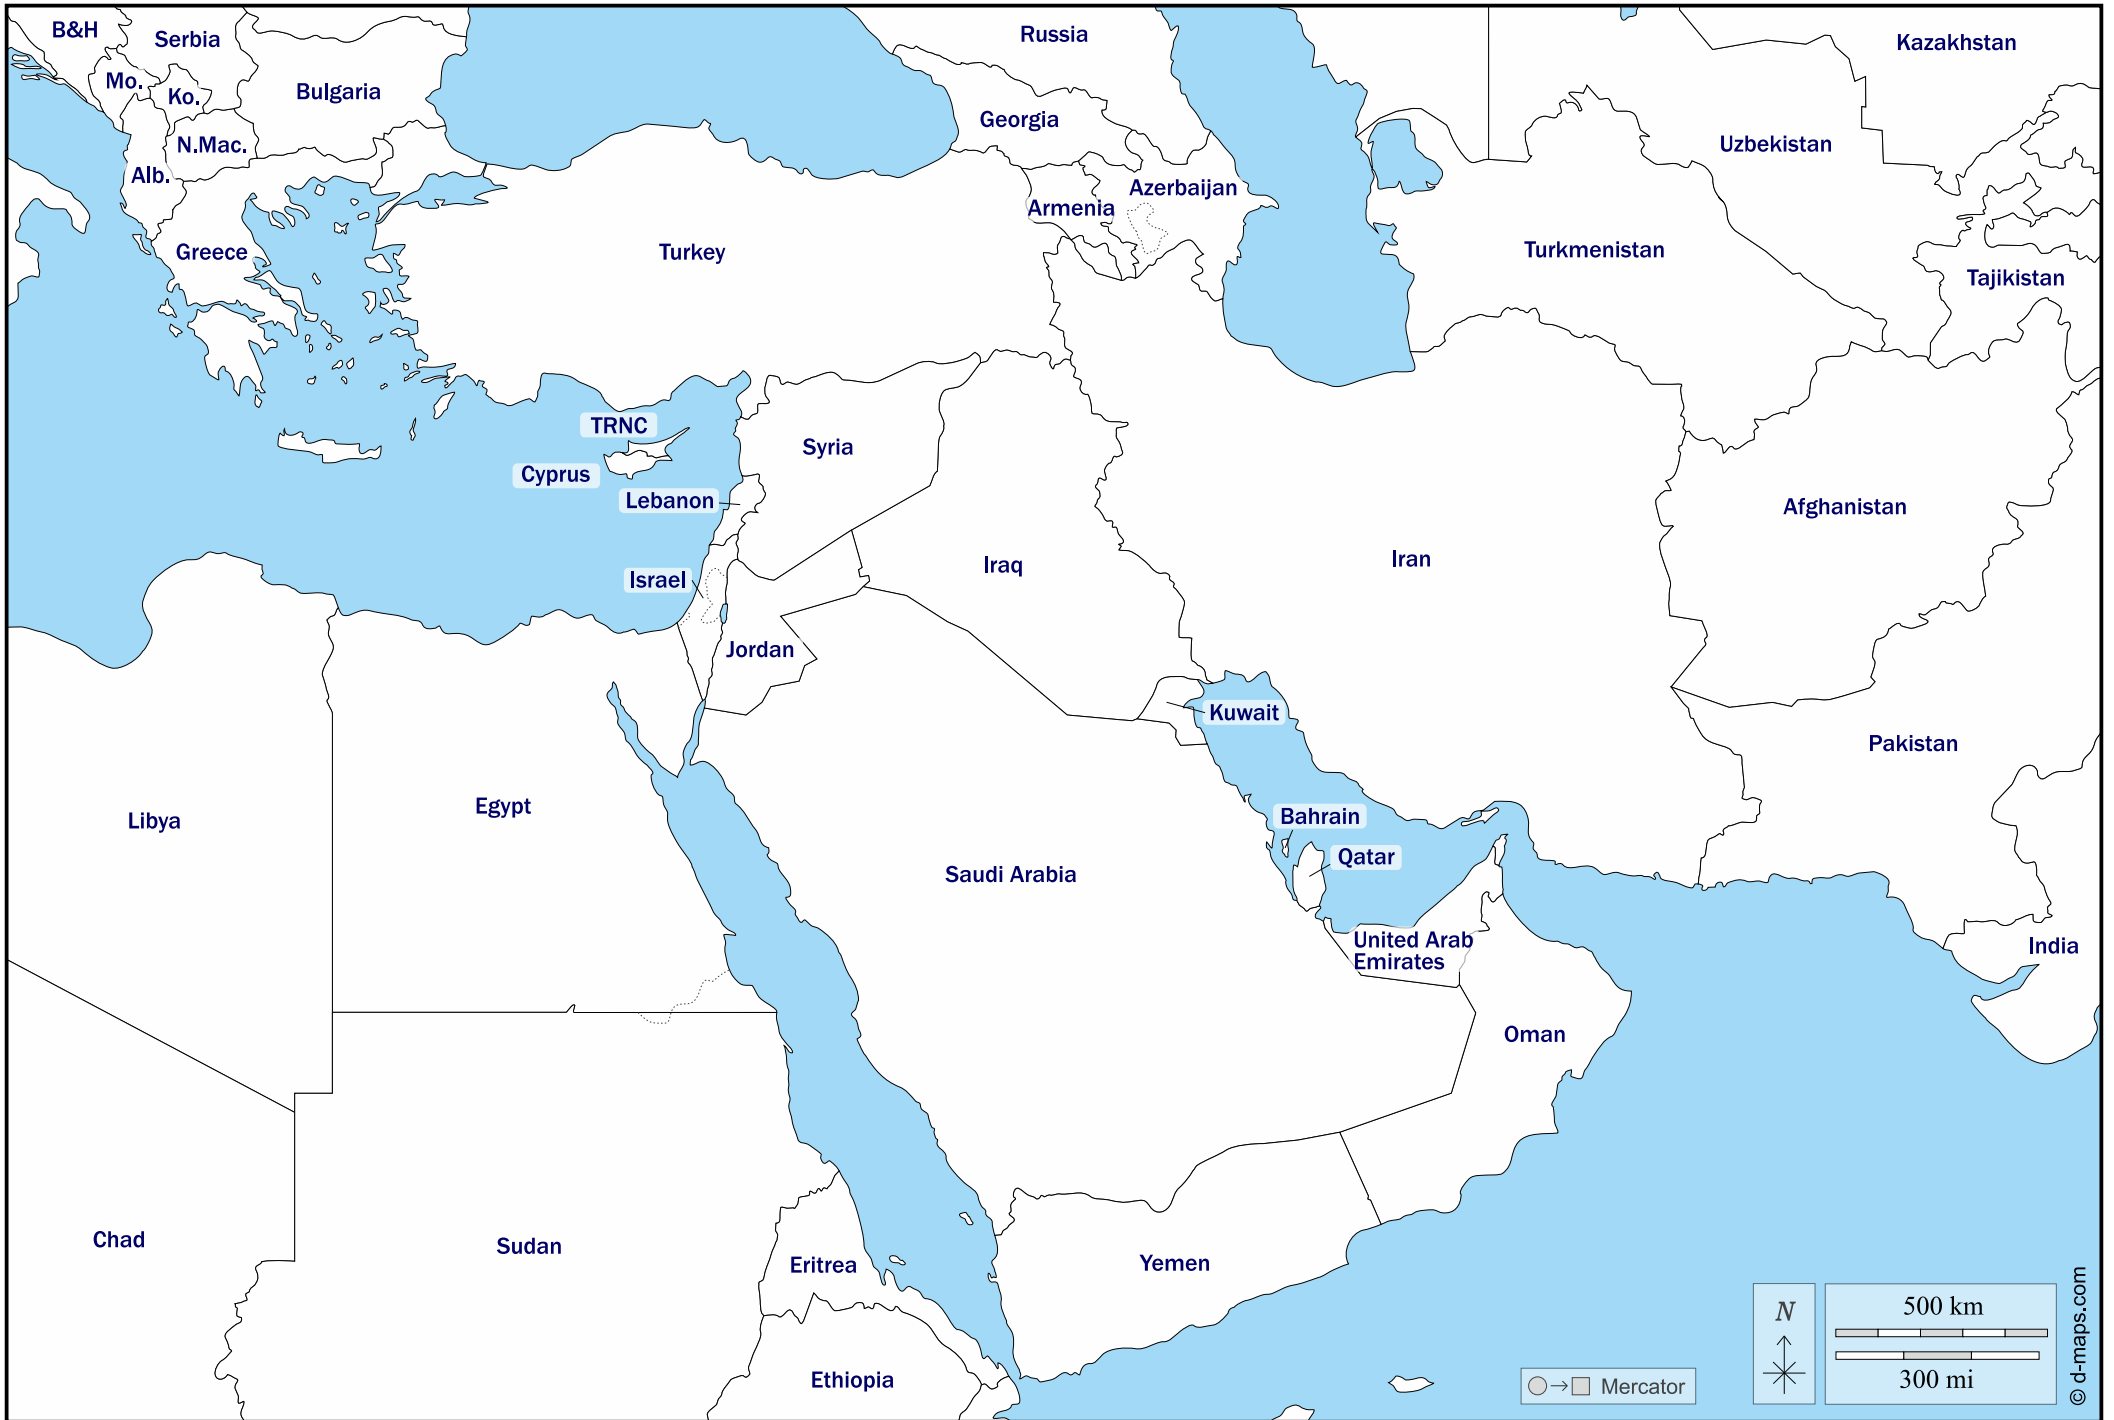 B&H
Serbia
Russia
Kazakhstan
Mo.
Ko.
Bulgaria
Georgia
N.Mac.
Uzbekistan
Alb.
Azerbaijan
Armenia
Greece
Turkey
Turkmenistan
Tajikistan
TRNC
Syria
Cyprus
Lebanon
Afghanistan
Iran
Iraq
Israel
Jordan
Kuwait
Pakistan
Egypt
Bahrain
Libya
Qatar
Saudi Arabia
United Arab
Emirates
India
Oman
Chad
Sudan
Eritrea
Yemen
Ethiopia
N
500 km
300 mi
Mercator
© d-maps.com